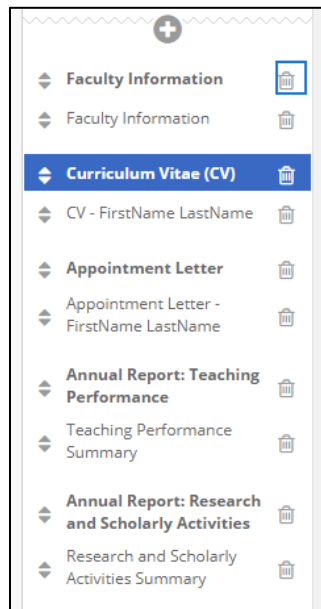 Faculty Information
Faculty Information
Curriculum Vitae (CV)
CV - FirstName LastName
Appointment Letter
Appointment Letter -
FirstName LastName
Annual Report: Teaching
Performance
Teaching Performance
Summary
Annual Report: Research
and Scholarly Activities
Research and Scholarly
Activities Summary